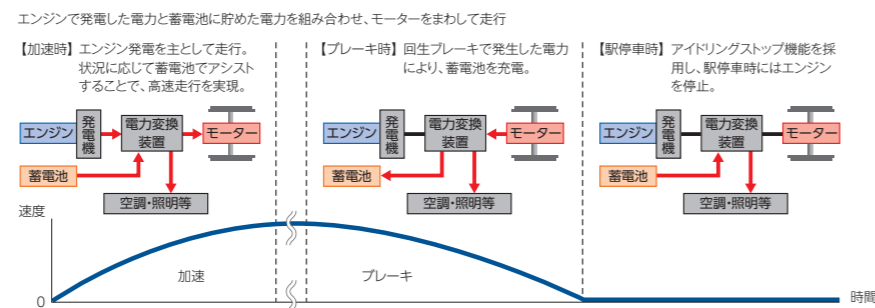 エンジンで発電した電力と蓄電池に貯めた電力を組み合わせ、モーターをまわして走行
【加速時】エンジン発電を主として走行。
状況に応じて蓄電池でアシスト
することで、高速走行を実現。
【ブレーキ時】回生ブレーキで発生した電力
により、蓄電池を充電。
【駅停車時】アイドリングストップ機能を採
用し、駅停車時にはエンジン
を停止。
エンジン
発電機
電力変換
装置
モーター
蓄電池
空調・照明等
エンジン
発電機
電力変換
装置
モーター
蓄電池
空調・照明等
エンジン
発電機
電力変換
装置
モーター
蓄電池
空調・照明等
速度
加速
ブレーキ
0
時間